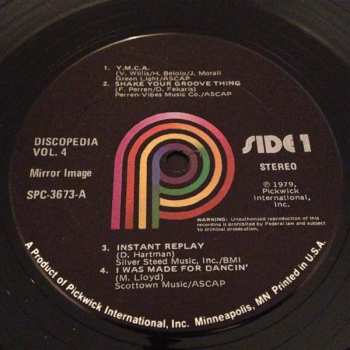 1. Y.M.C.A.
(V. Willis/H. Belolo/J. Morali
Green Light/ASCAP
2. SHAKE YOUR GROOVE THING
(F. Perren/D. Fekaris)
Perren-Vibes Music Co./ASCAP
DISCOPEDIA
VOL. 4
Mirror Image
SPC-3673-A
SIDE 1
STEREO
℗ 1979,
Pickwick
International,
Inc.
WARNING: Unauthorized reproduction of this
recording is prohibited by Federal law and subject
to criminal prosecution.
3. INSTANT REPLAY
(D. Hartman)
Silver Steed Music, Inc./BMI
4. I WAS MADE FOR DANCIN'
(M. Lloyd)
Scottown Music/ASCAP
A Product of Pickwick International, Inc. Minneapolis, MN Printed in U.S.A.